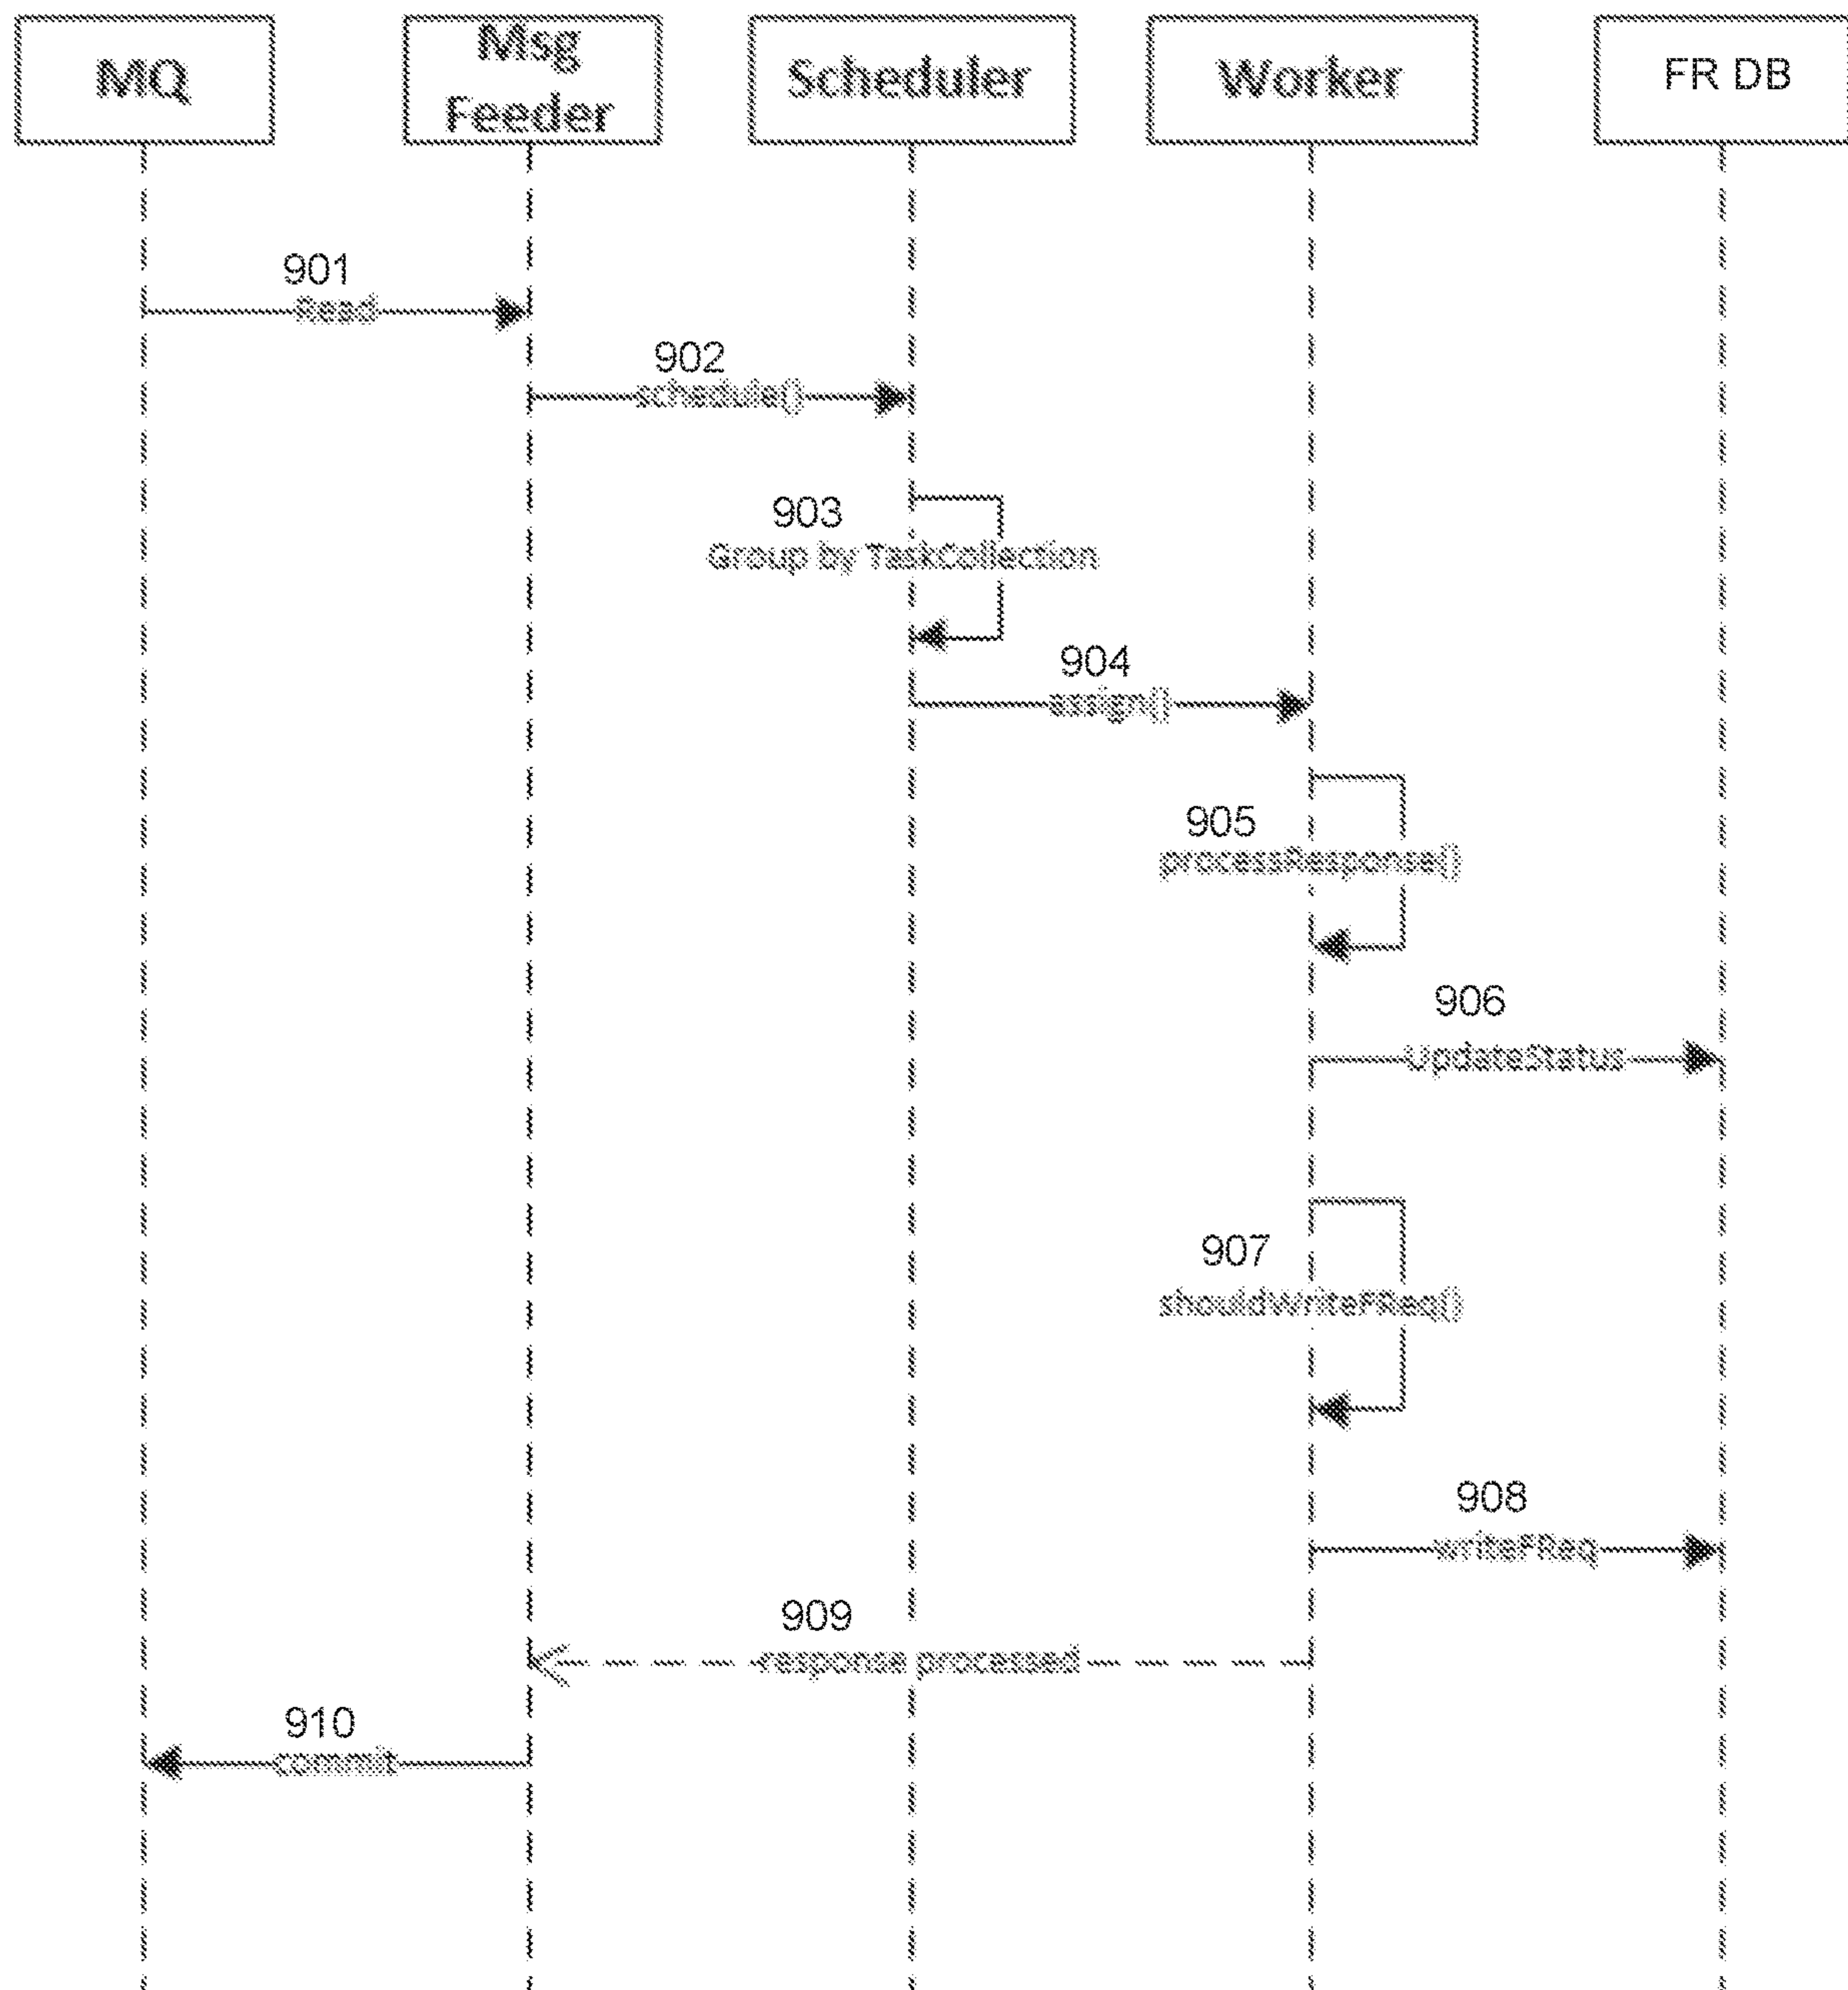 MQ
Msg
Feeder
Scheduler
Worker
FR DB
901
Read
902
schedule()
903
Group by TaskCollection
904
assign()
905
processResponse()
906
UpdateStatus
907
shouldWriteFReq()
908
writeFReq
909
response processed
910
commit